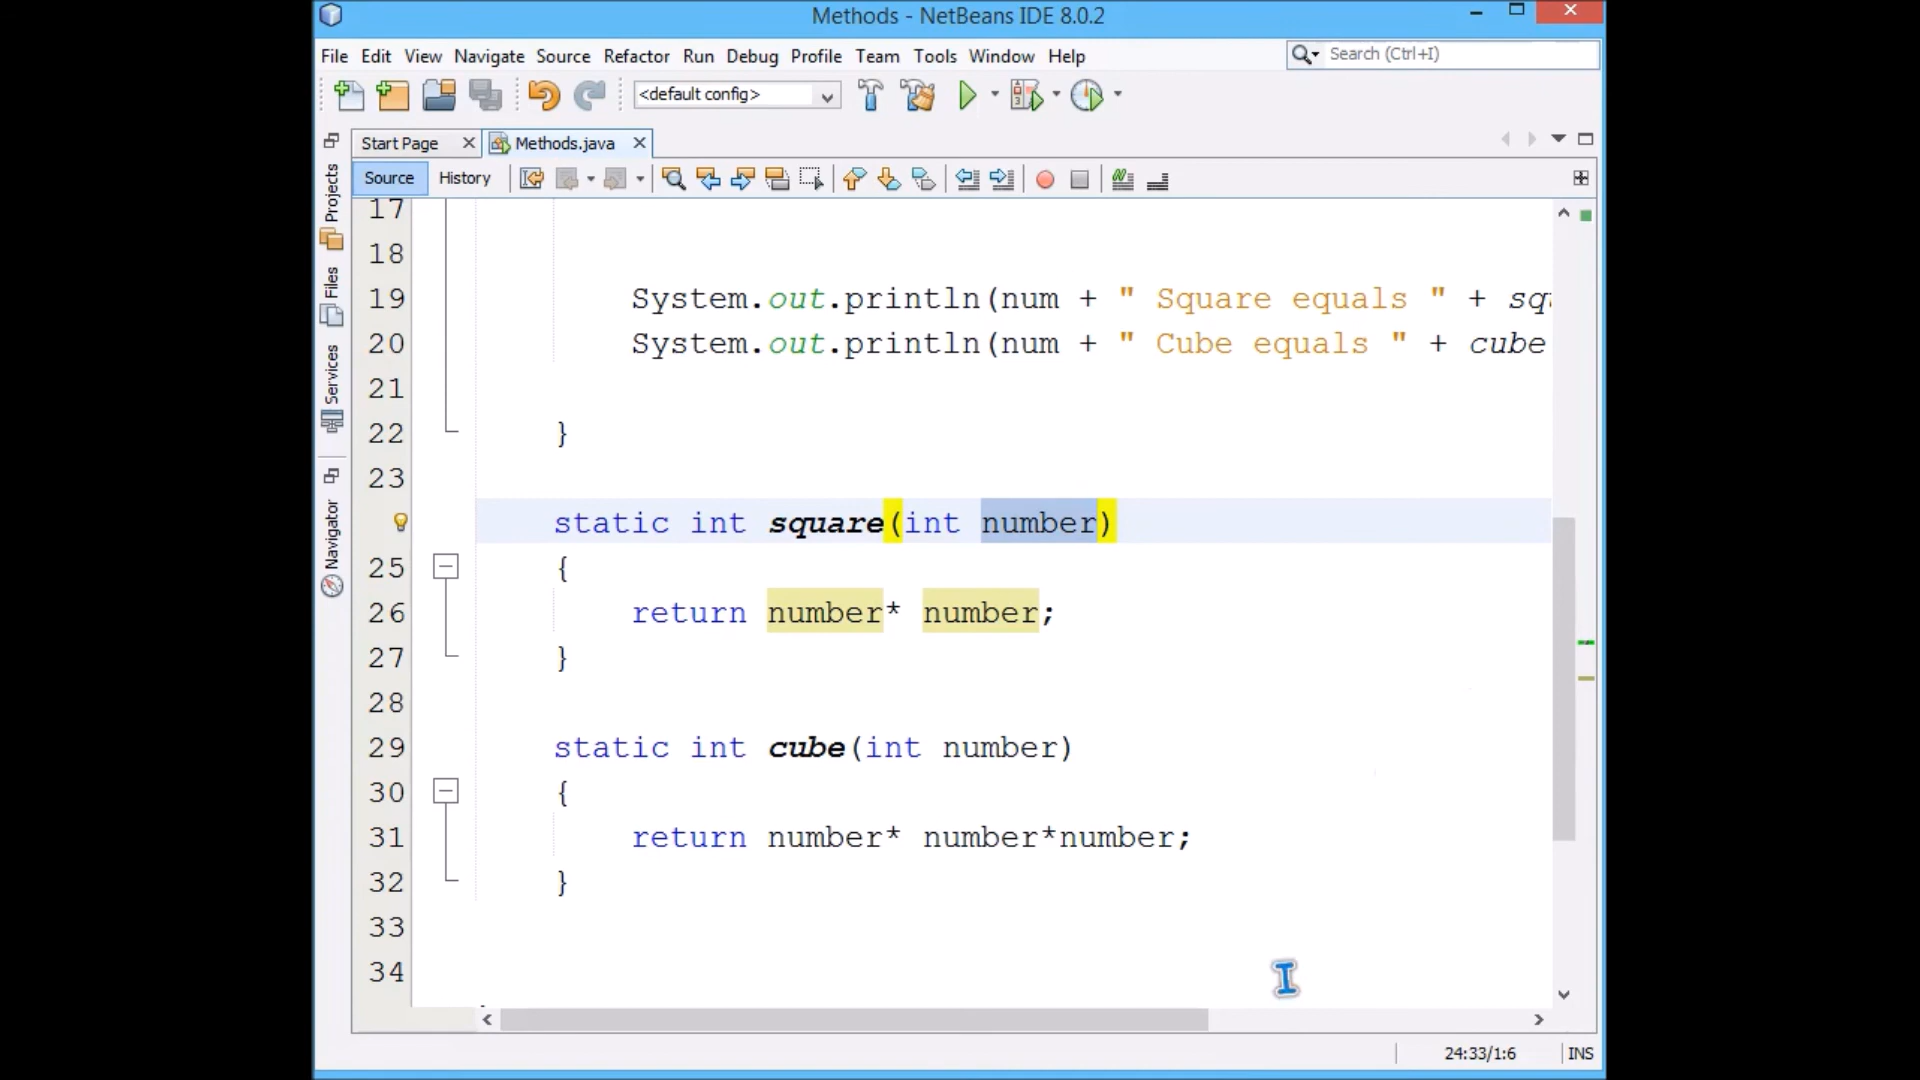 Methods - NetBeans IDE 8.0.2
File Edit View Navigate Source Refactor Run Debug Profile Team Tools Window Help
Search (Ctrl+I)
<default config>
Start Page
Methods.java
Source History
Projects
Files
Services
Navigator
17
18
19 System.out.println(num + " Square equals " + sq
20 System.out.println(num + " Cube equals " + cube
21
22 }
23
static int square(int number)
25 {
26 return number* number;
27 }
28
29 static int cube(int number)
30 {
31 return number* number*number;
32 }
33
34
24:33/1:6 INS